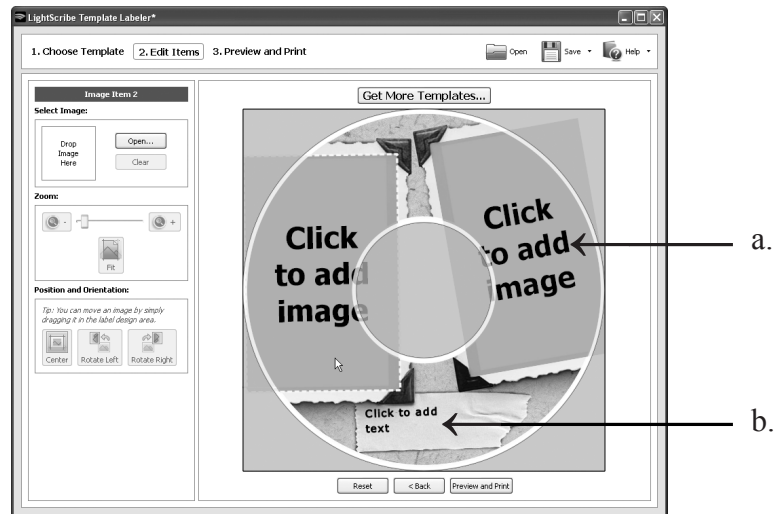 LightScribe Template Labeler*
1. Choose Template 2. Edit Items 3. Preview and Print Open Save Help
Image Item 2
Select Image:
Drop
Image
Here
Open...
Clear
Zoom:
- +
Fit
Position and Orientation:
Tip: You can move an image by simply
dragging it in the label design area.
Center Rotate Left Rotate Right
Get More Templates...
Click
to add
image
Click
to add
image
Click to add
text
Reset < Back Preview and Print
a.
b.